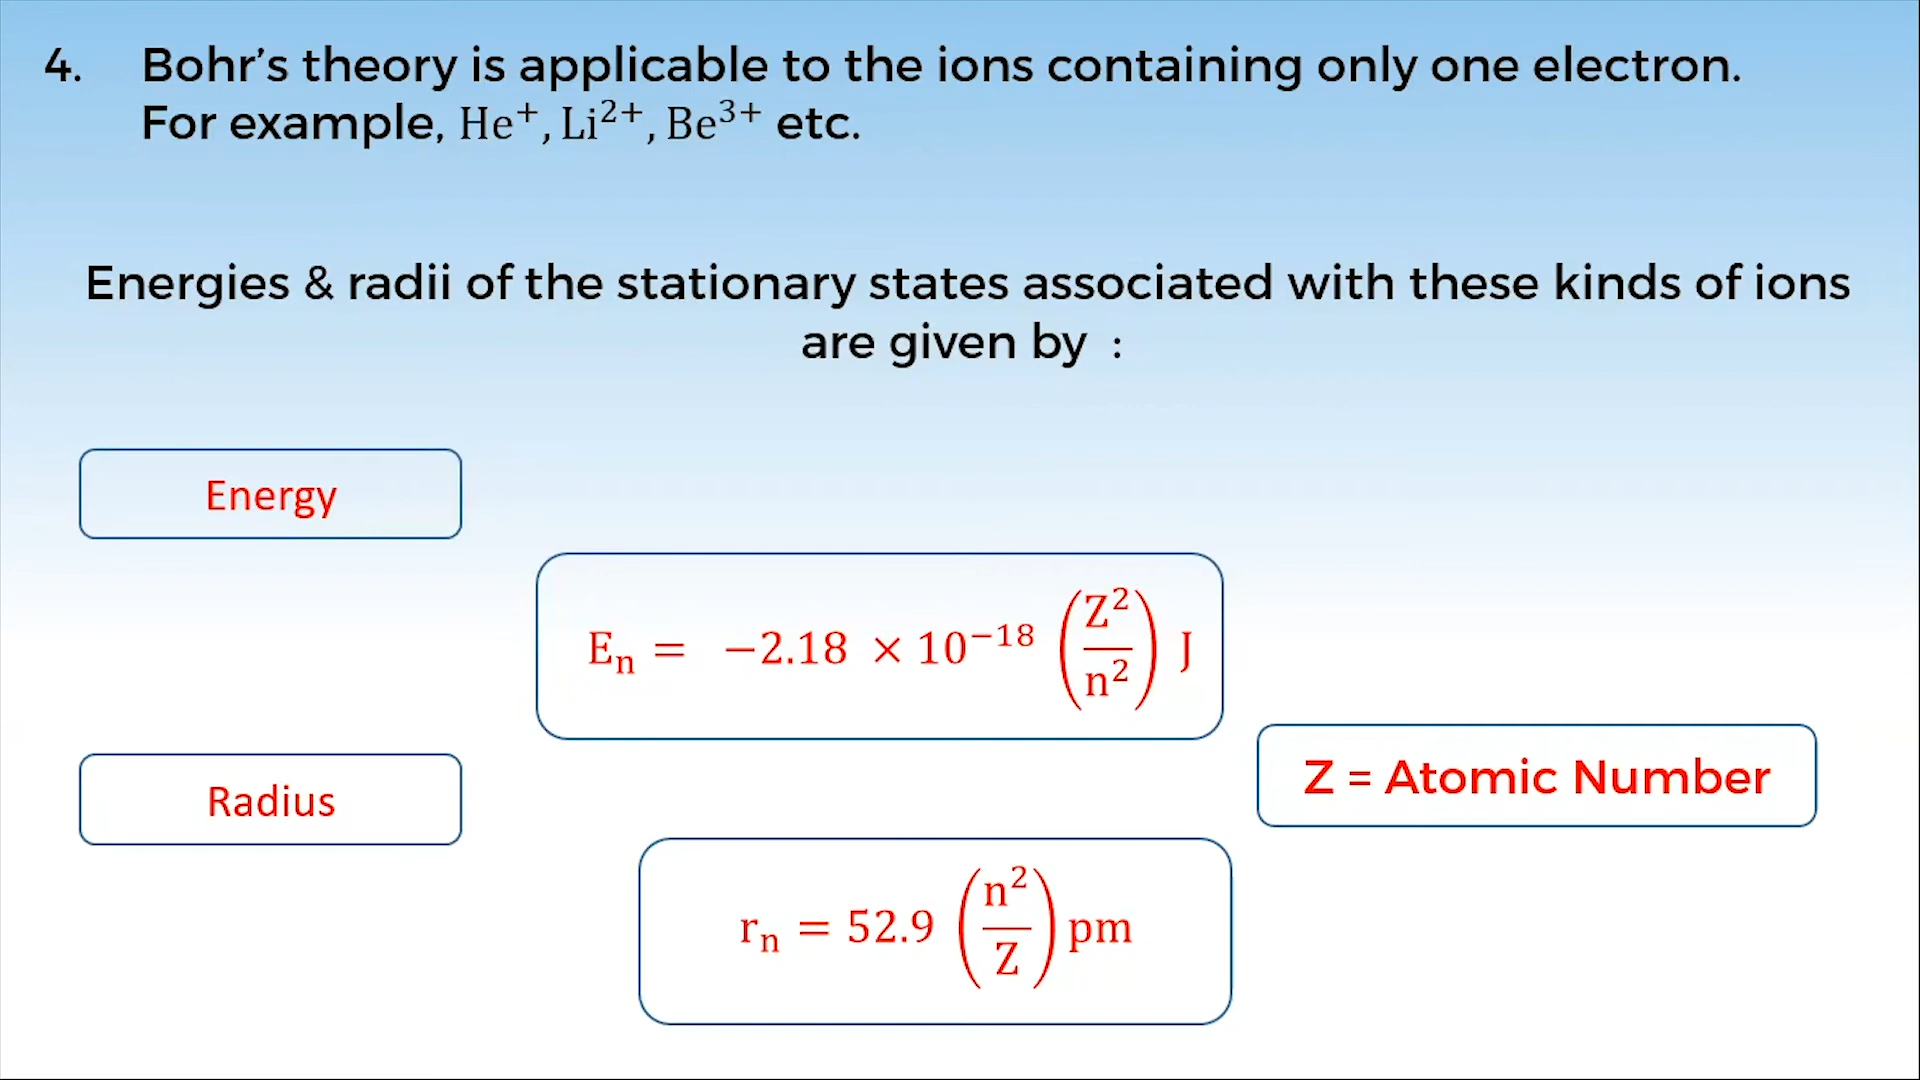 4. Bohr’s theory is applicable to the ions containing only one electron.
For example, He⁺, Li²⁺, Be³⁺ etc.
Energies & radii of the stationary states associated with these kinds of ions
are given by :
Energy
Eₙ = −2.18 × 10⁻¹⁸ (Z²/n²) J
Z = Atomic Number
Radius
rₙ = 52.9 (n²/Z) pm